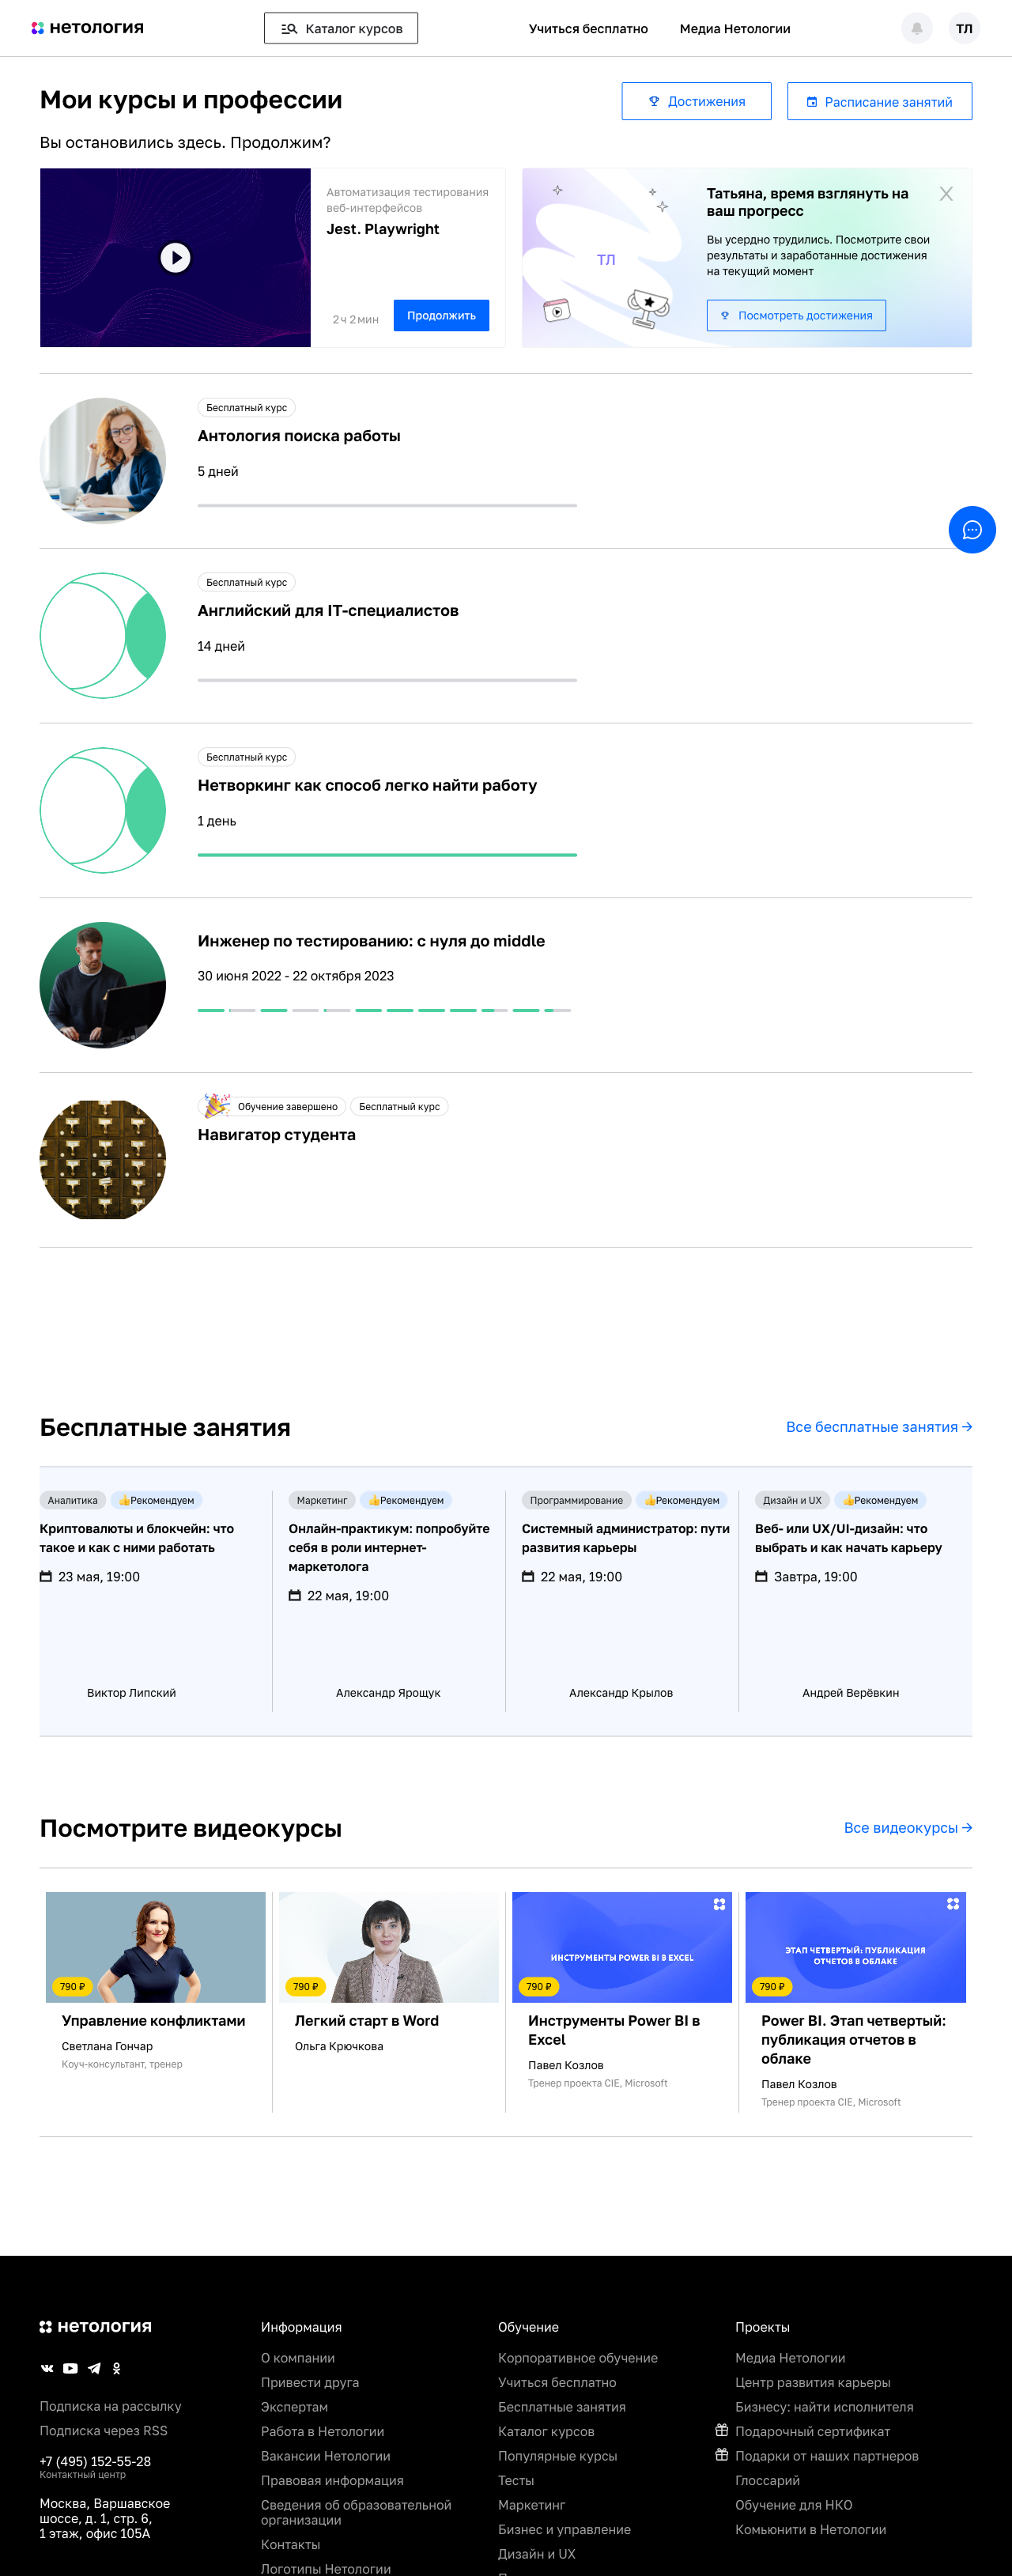 нетология
Каталог курсов
Учиться бесплатно
Медиа Нетологии
ТЛ
Мои курсы и профессии
Достижения
Расписание занятий
Вы остановились здесь. Продолжим?
Автоматизация тестирования
веб-интерфейсов
Jest. Playwright
2 ч 2 мин
Продолжить
ТЛ
Татьяна, время взглянуть на
ваш прогресс
Вы усердно трудились. Посмотрите свои
результаты и заработанные достижения
на текущий момент
Посмотреть достижения
Бесплатный курс
Антология поиска работы
5 дней
Бесплатный курс
Английский для IT-специалистов
14 дней
Бесплатный курс
Нетворкинг как способ легко найти работу
1 день
Инженер по тестированию: с нуля до middle
30 июня 2022 - 22 октября 2023
Обучение завершено
Бесплатный курс
Навигатор студента
Бесплатные занятия
Все бесплатные занятия →
Аналитика
👍Рекомендуем
Криптовалюты и блокчейн: что
такое и как с ними работать
23 мая, 19:00
Виктор Липский
Маркетинг
👍Рекомендуем
Онлайн-практикум: попробуйте
себя в роли интернет-
маркетолога
22 мая, 19:00
Александр Ярощук
Программирование
👍Рекомендуем
Системный администратор: пути
развития карьеры
22 мая, 19:00
Александр Крылов
Дизайн и UX
👍Рекомендуем
Веб- или UX/UI-дизайн: что
выбрать и как начать карьеру
Завтра, 19:00
Андрей Верёвкин
Посмотрите видеокурсы
Все видеокурсы →
790 ₽
Управление конфликтами
Светлана Гончар
Коуч-консультант, тренер
790 ₽
Легкий старт в Word
Ольга Крючкова
ИНСТРУМЕНТЫ POWER BI В EXCEL
790 ₽
Инструменты Power BI в
Excel
Павел Козлов
Тренер проекта CIE, Microsoft
ЭТАП ЧЕТВЕРТЫЙ: ПУБЛИКАЦИЯ
ОТЧЕТОВ В ОБЛАКЕ
790 ₽
Power BI. Этап четвертый:
публикация отчетов в
облаке
Павел Козлов
Тренер проекта CIE, Microsoft
нетология
Подписка на рассылку
Подписка через RSS
+7 (495) 152-55-28
Контактный центр
Москва, Варшавское
шоссе, д. 1, стр. 6,
1 этаж, офис 105А
Информация
О компании
Привести друга
Экспертам
Работа в Нетологии
Вакансии Нетологии
Правовая информация
Сведения об образовательной
организации
Контакты
Логотипы Нетологии
Обучение
Корпоративное обучение
Учиться бесплатно
Бесплатные занятия
Каталог курсов
Популярные курсы
Тесты
Маркетинг
Бизнес и управление
Дизайн и UX
Проекты
Медиа Нетологии
Центр развития карьеры
Бизнесу: найти исполнителя
Подарочный сертификат
Подарки от наших партнеров
Глоссарий
Обучение для НКО
Комьюнити в Нетологии